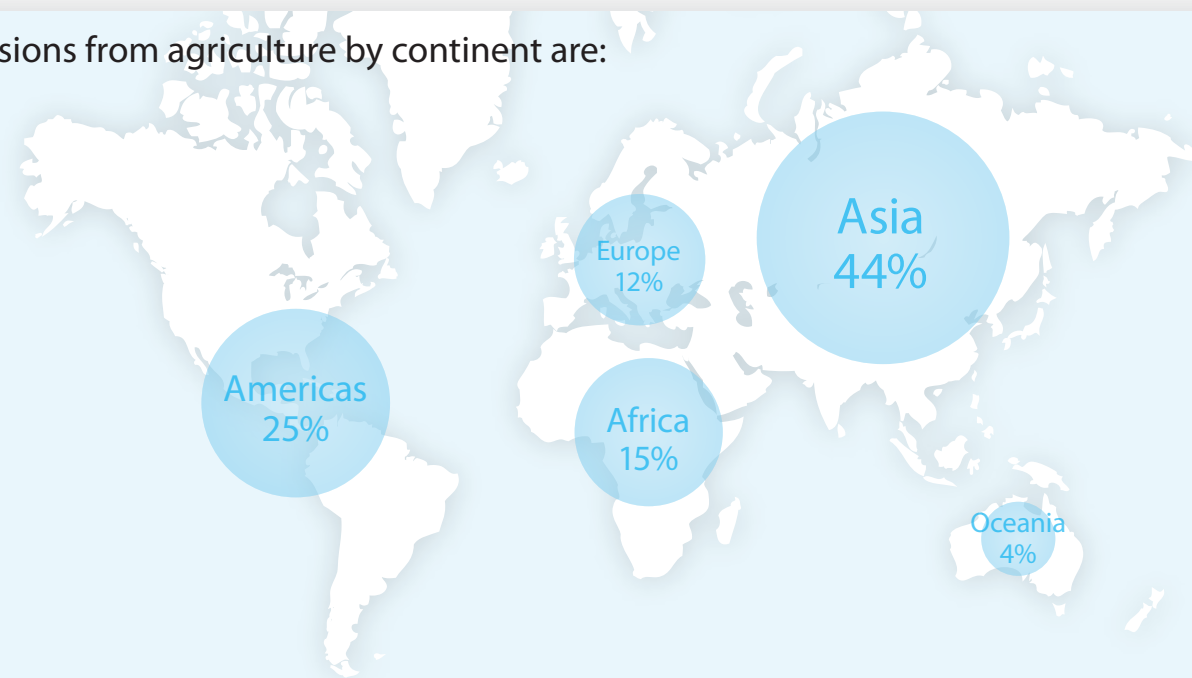 sions from agriculture by continent are:
Asia
44%
Europe
12%
Americas
25%
Africa
15%
Oceania
4%